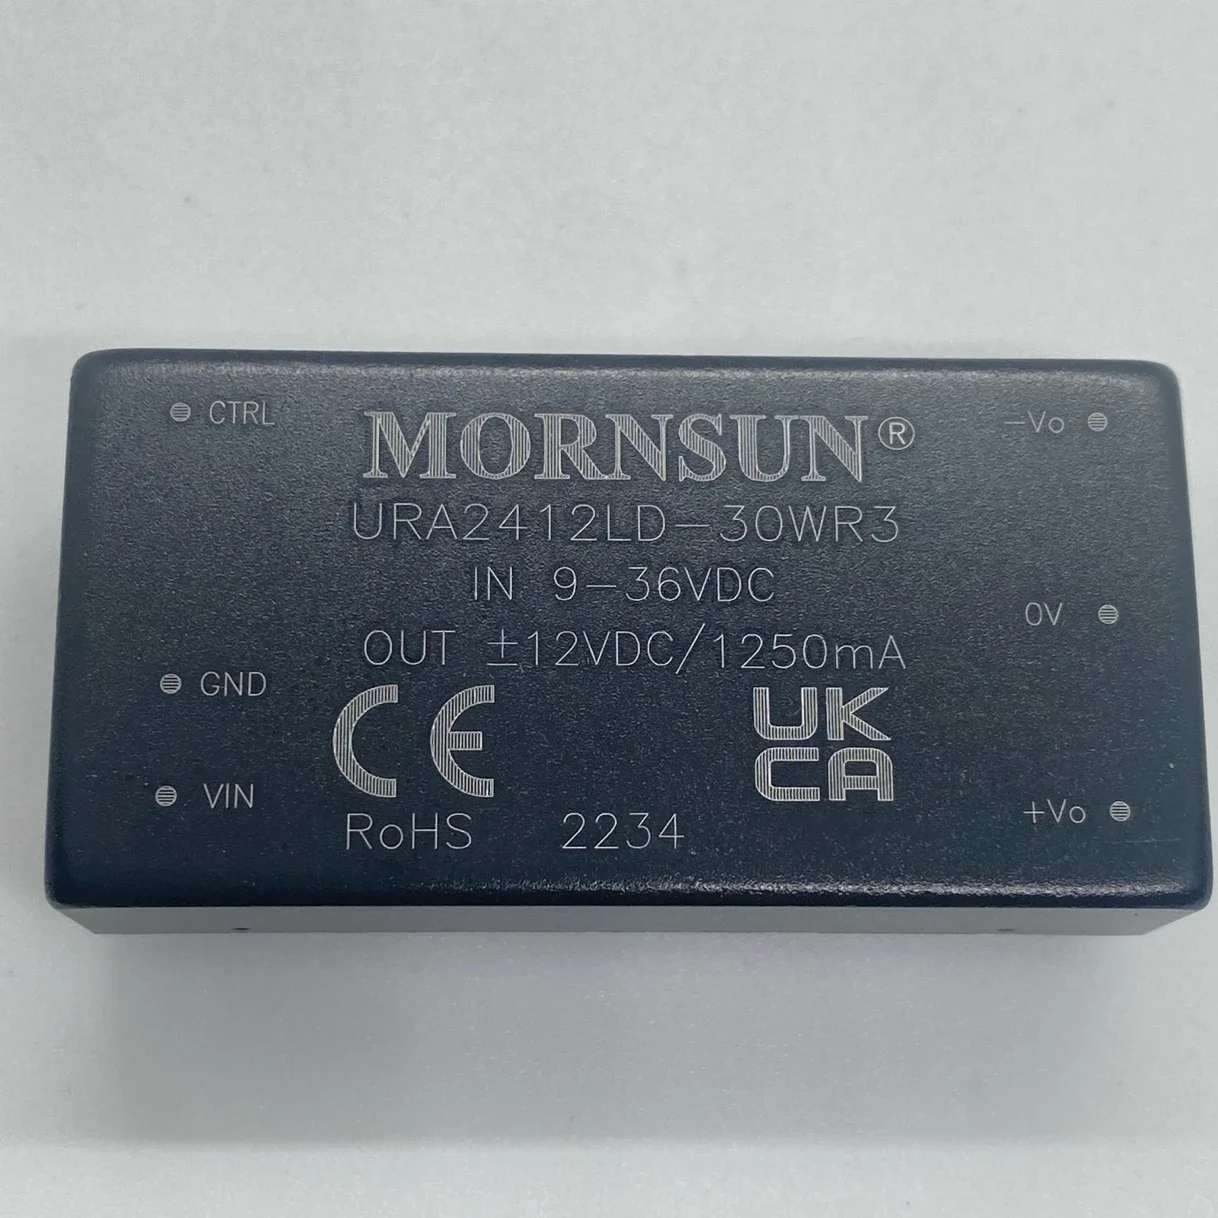 CTRL
MORNSUN®
-Vo
URA2412LD-30WR3
IN 9-36VDC
0V
OUT ±12VDC/1250mA
GND
CE
UK
CA
VIN
+Vo
RoHS 2234